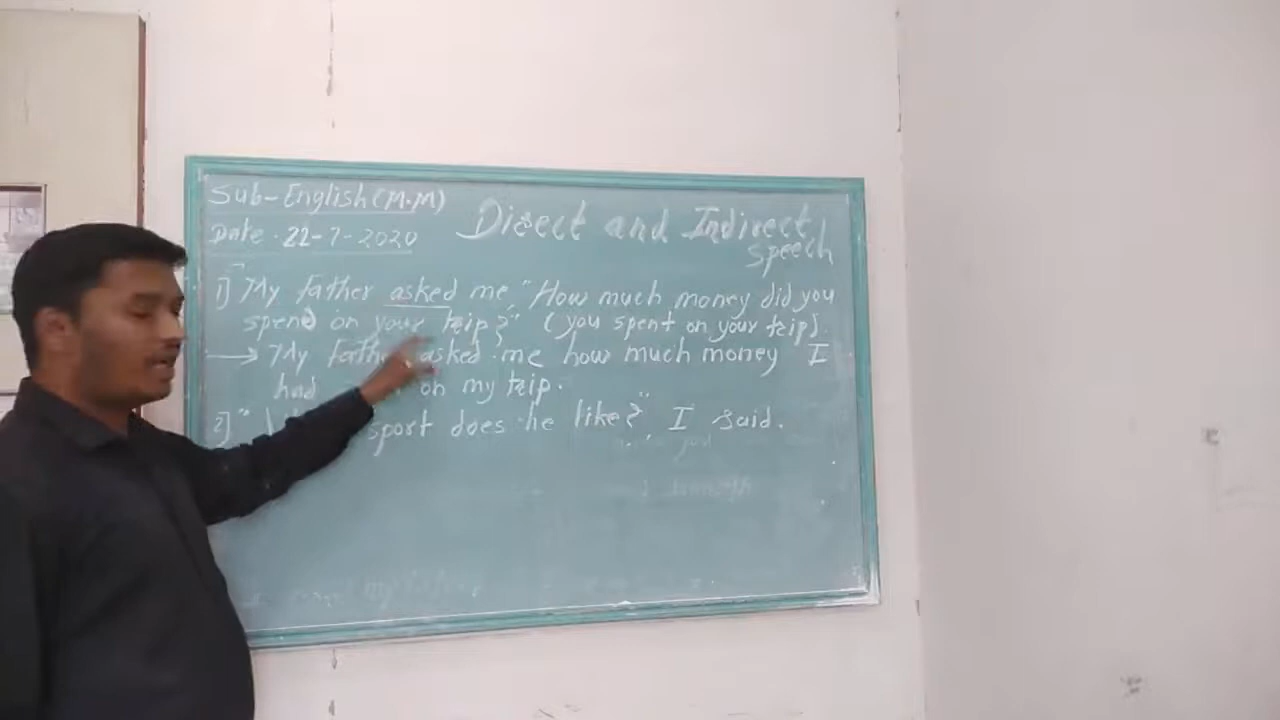 Sub-English(M.M)
Date. 22-7-2020
Direct and Indirect
speech
1] My father asked me, "How much money did you
spend on your trip?" (you spent on your trip).
→ My father asked me how much money I
had on my trip.
2] " sport does he like?", I said.